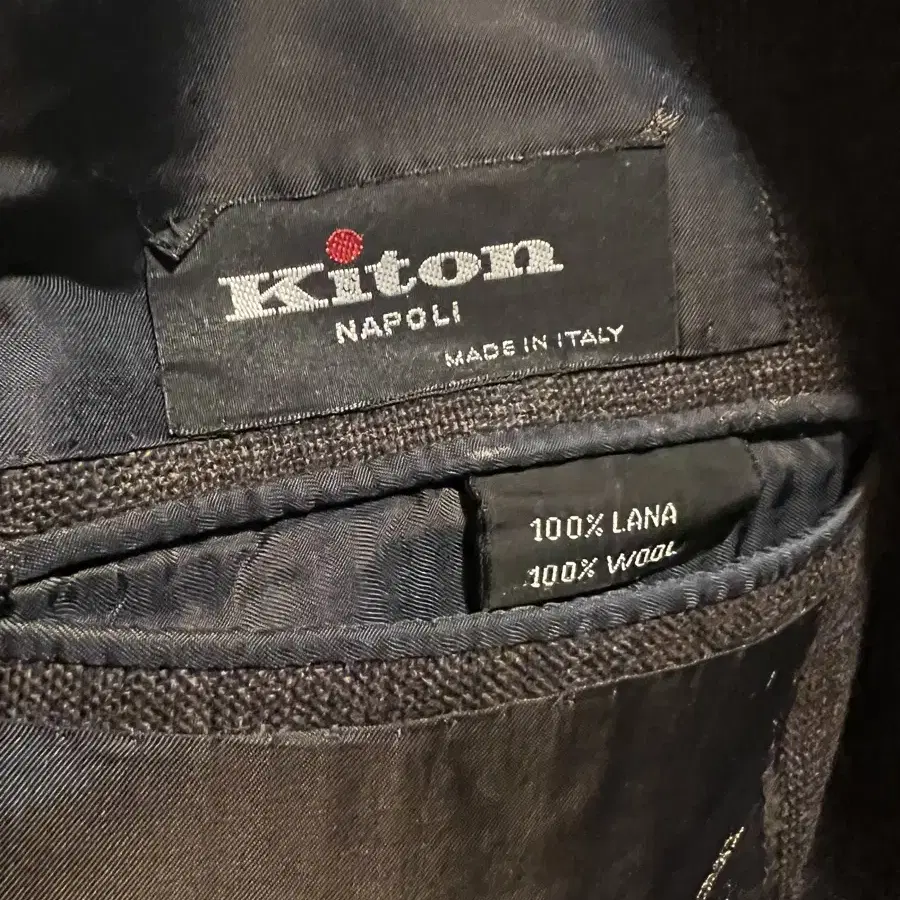 Kiton
NAPOLI
MADE IN ITALY
100% LANA
100% WOOL